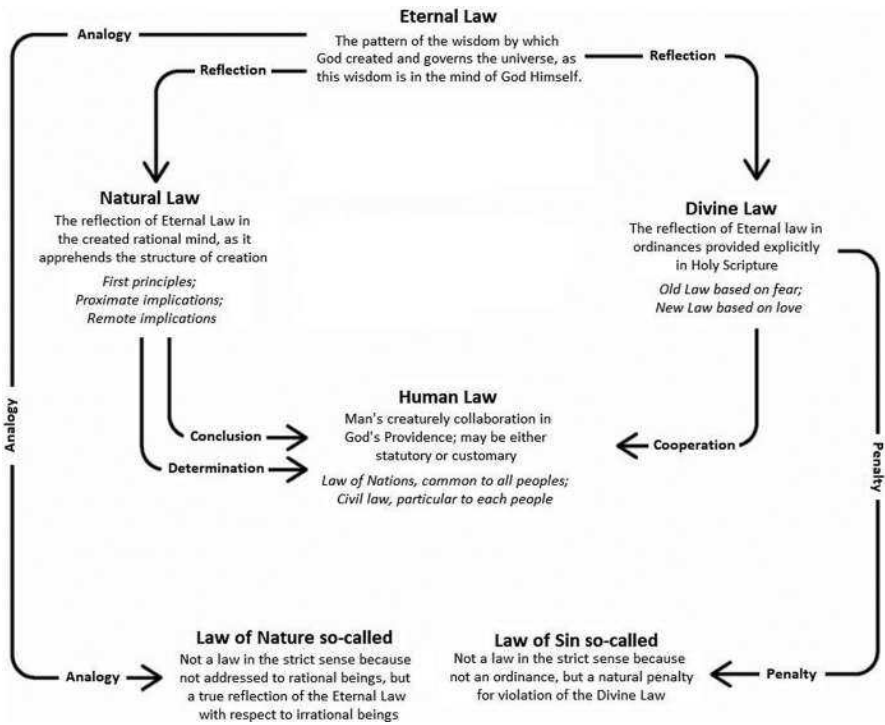 Eternal Law
Analogy
The pattern of the wisdom by which
God created and governs the universe, as
this wisdom is in the mind of God Himself.
Reflection
Reflection
Natural Law
The reflection of Eternal Law in
the created rational mind, as it
apprehends the structure of creation
First principles;
Proximate implications;
Remote implications
Divine Law
The reflection of Eternal law in
ordinances provided explicitly
in Holy Scripture
Old Law based on fear;
New Law based on love
Analogy
Human Law
Man's creaturely collaboration in
God's Providence; may be either
statutory or customary
Law of Nations, common to all peoples;
Civil law, particular to each people
Conclusion
Determination
Cooperation
Penalty
Law of Nature so-called
Not a law in the strict sense because
not addressed to rational beings, but
a true reflection of the Eternal Law
with respect to irrational beings
Analogy
Law of Sin so-called
Not a law in the strict sense because
not an ordinance, but a natural penalty
for violation of the Divine Law
Penalty